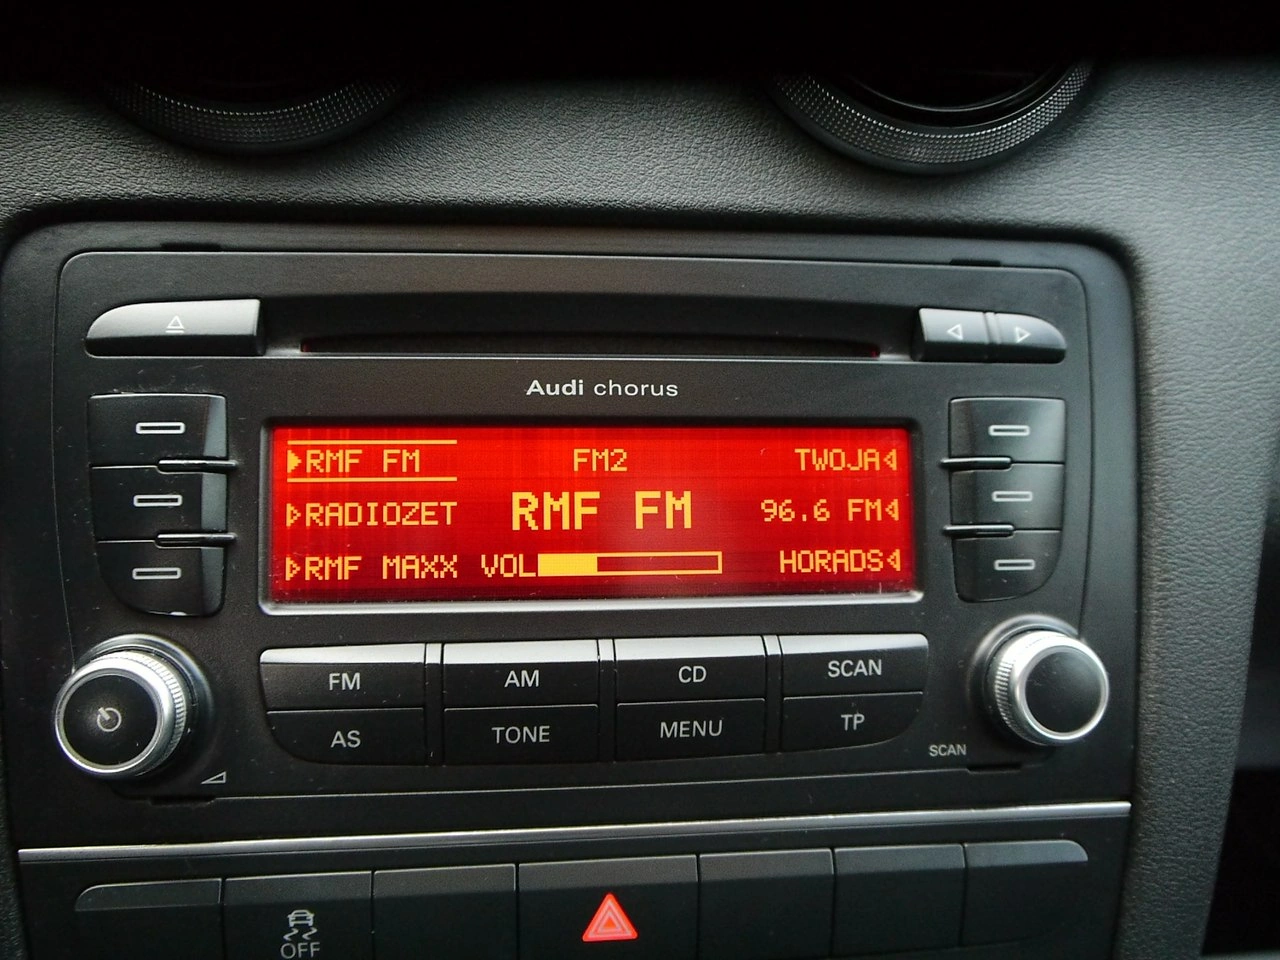 Audi chorus
RMF FM FM2 TWOJA
RADIOZET RMF FM 96.6 FM
RMF MAXX VOL HORADS
FM AM CD SCAN
AS TONE MENU TP
SCAN
OFF